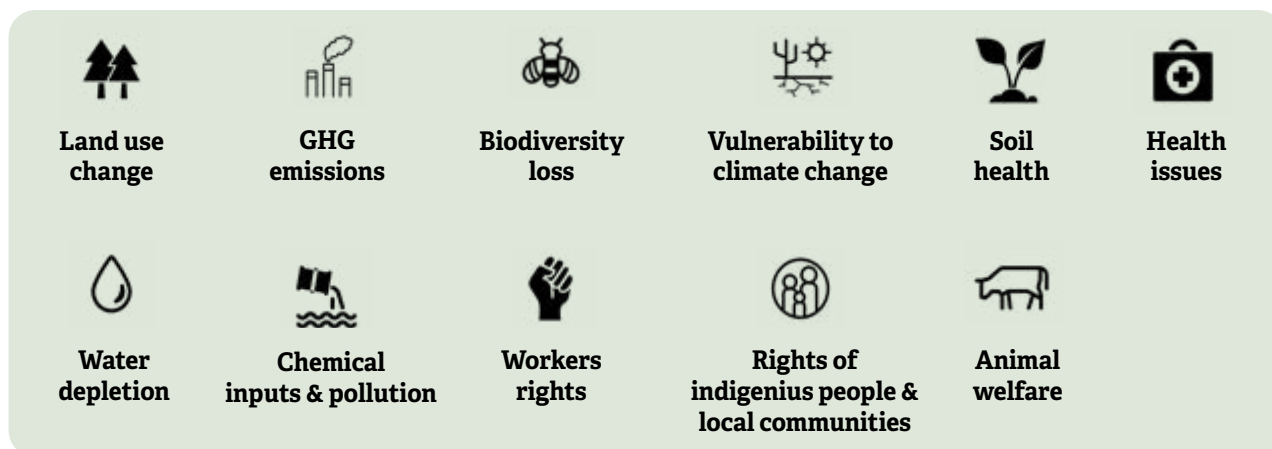 Land use
change
GHG
emissions
Biodiversity
loss
Vulnerability to
climate change
Soil
health
Health
issues
Water
depletion
Chemical
inputs & pollution
Workers
rights
Rights of
indigenius people &
local communities
Animal
welfare